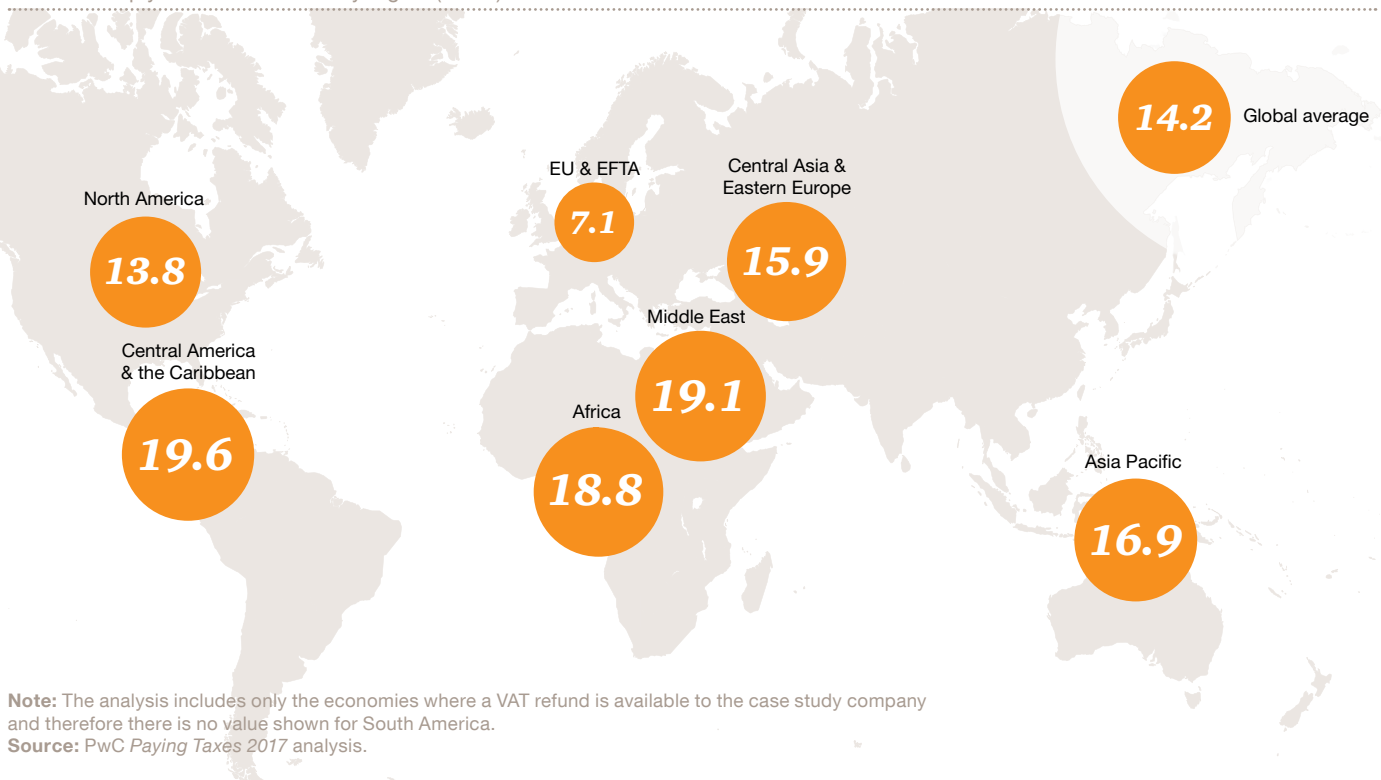 14.2 Global average
EU & EFTA
7.1
Central Asia &
Eastern Europe
15.9
North America
13.8
Middle East
19.1
Central America
& the Caribbean
19.6
Africa
18.8
Asia Pacific
16.9
Note: The analysis includes only the economies where a VAT refund is available to the case study company
and therefore there is no value shown for South America.
Source: PwC Paying Taxes 2017 analysis.